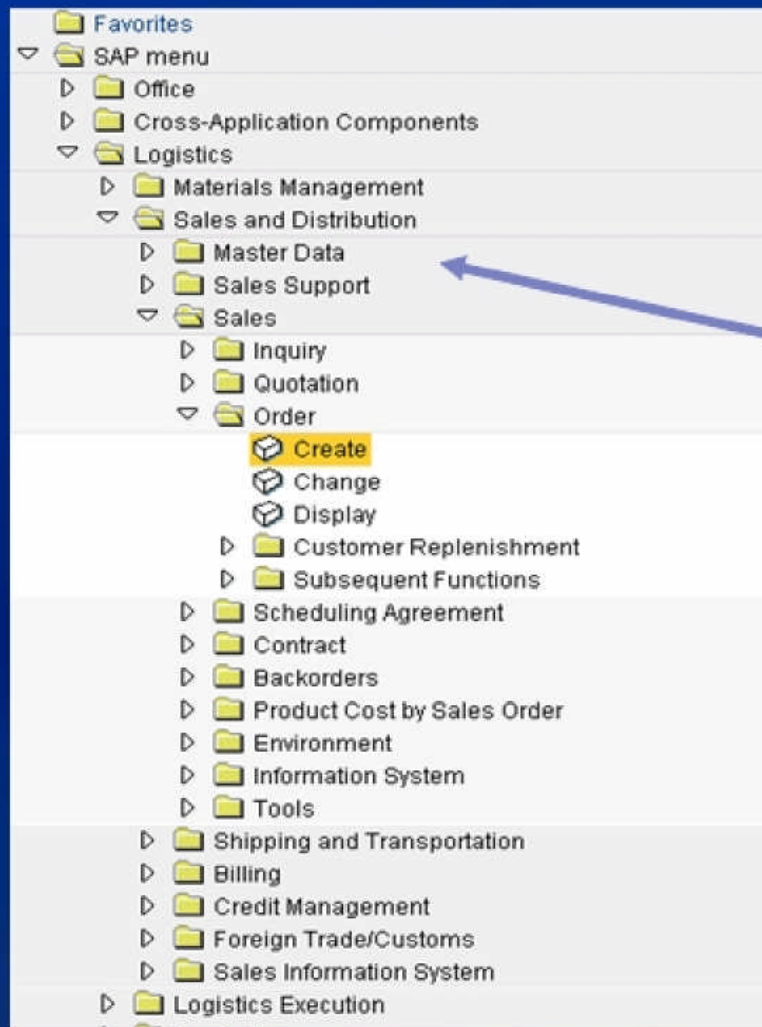 Favorites
SAP menu
Office
Cross-Application Components
Logistics
Materials Management
Sales and Distribution
Master Data
Sales Support
Sales
Inquiry
Quotation
Order
Create
Change
Display
Customer Replenishment
Subsequent Functions
Scheduling Agreement
Contract
Backorders
Product Cost by Sales Order
Environment
Information System
Tools
Shipping and Transportation
Billing
Credit Management
Foreign Trade/Customs
Sales Information System
Logistics Execution